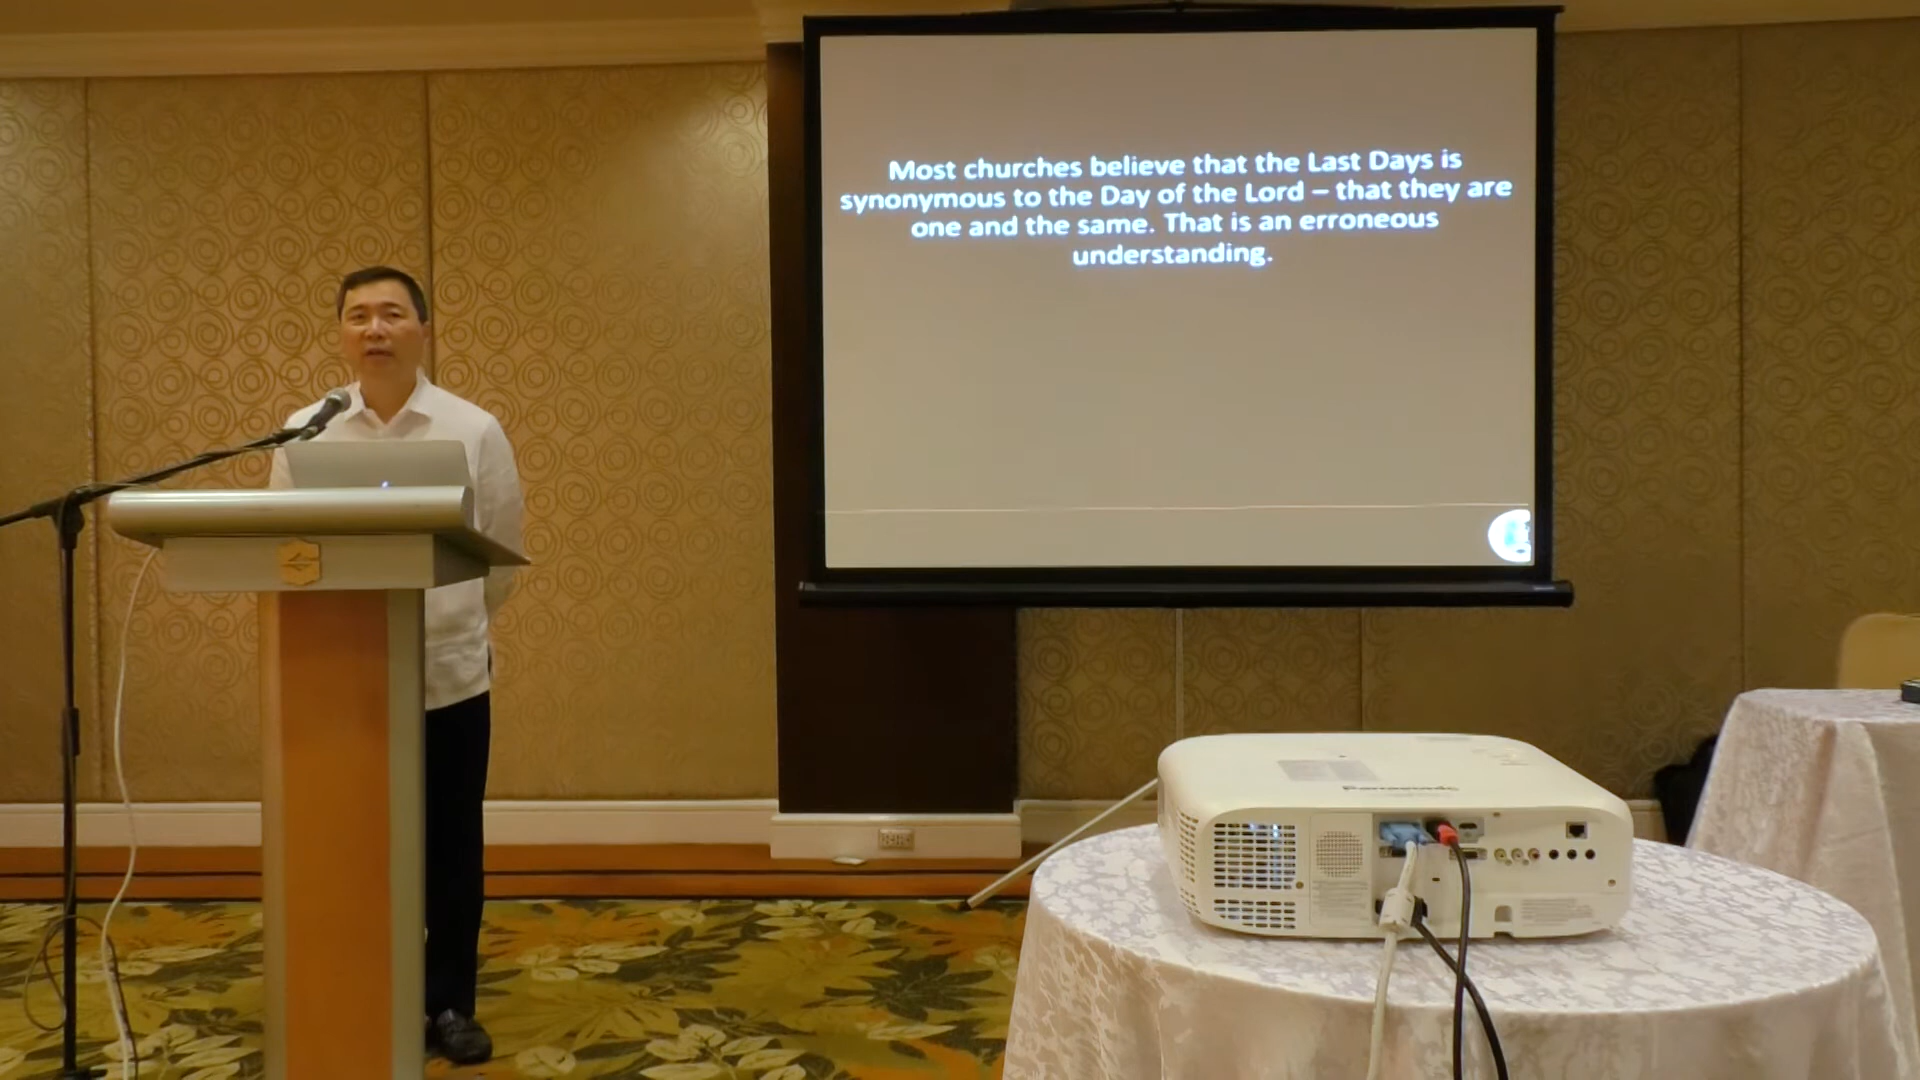 Most churches believe that the Last Days is
synonymous to the Day of the Lord – that they are
one and the same. That is an erroneous
understanding.
Panasonic